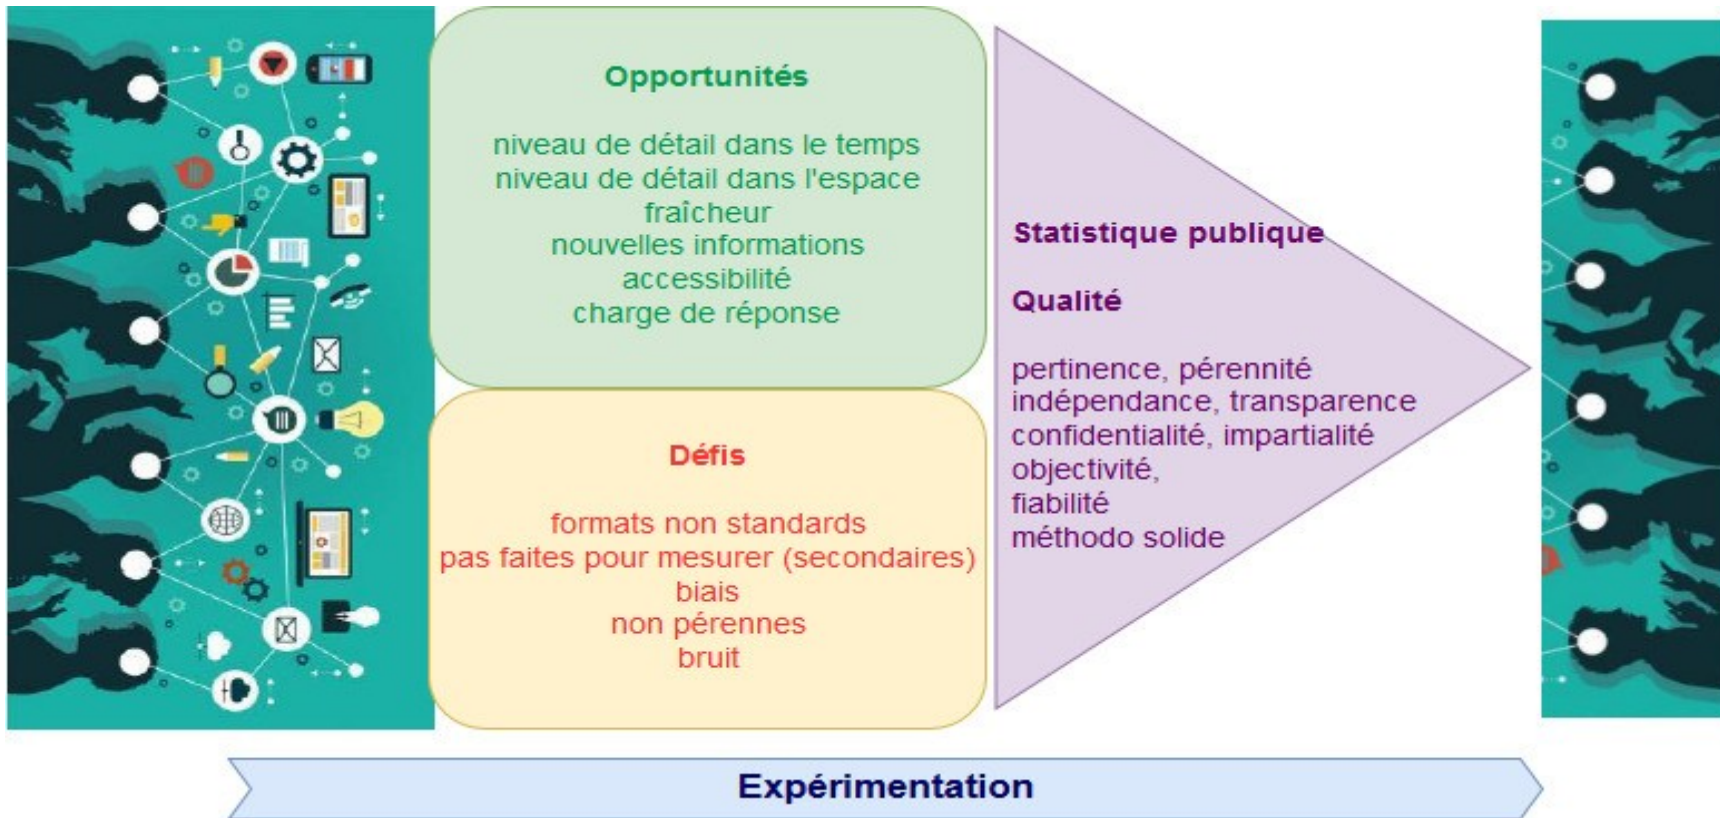 Opportunités
niveau de détail dans le temps
niveau de détail dans l'espace
fraîcheur
nouvelles informations
accessibilité
charge de réponse
Défis
formats non standards
pas faites pour mesurer (secondaires)
biais
non pérennes
bruit
Statistique publique
Qualité
pertinence, pérennité
indépendance, transparence
confidentialité, impartialité
objectivité,
fiabilité
méthodo solide
Expérimentation